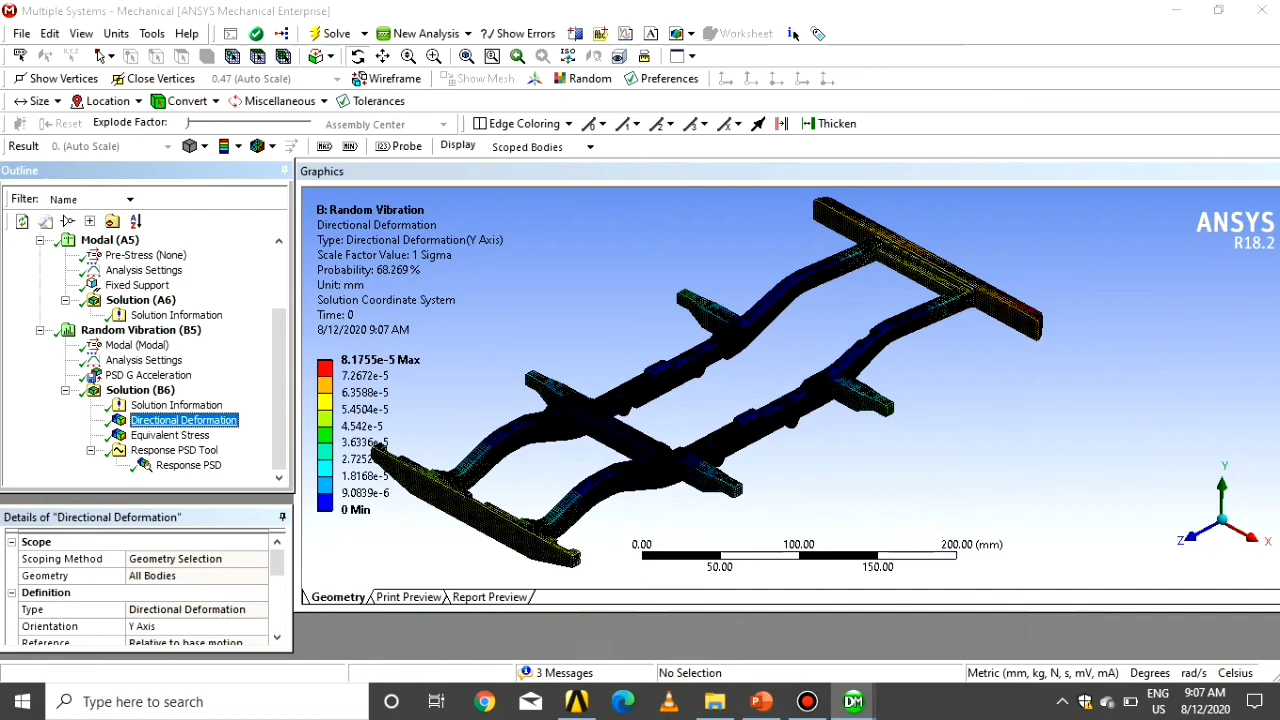 Multiple Systems - Mechanical [ANSYS Mechanical Enterprise]
File Edit View Units Tools Help Solve New Analysis ?/ Show Errors Worksheet
Show Vertices Close Vertices 0.47 (Auto Scale) Wireframe Show Mesh Random Preferences
Size Location Convert Miscellaneous Tolerances
Reset Explode Factor: Assembly Center Edge Coloring Thicken
Result 0. (Auto Scale) MAX MIN 123 Probe Display Scoped Bodies
Outline
Filter: Name
Modal (A5)
Pre-Stress (None)
Analysis Settings
Fixed Support
Solution (A6)
Solution Information
Random Vibration (B5)
Modal (Modal)
Analysis Settings
PSD G Acceleration
Solution (B6)
Solution Information
Directional Deformation
Equivalent Stress
Response PSD Tool
Response PSD
Details of "Directional Deformation"
Scope
Scoping Method Geometry Selection
Geometry All Bodies
Definition
Type Directional Deformation
Orientation Y Axis
Reference Relative to base motion
Graphics
B: Random Vibration
Directional Deformation
Type: Directional Deformation(Y Axis)
Scale Factor Value: 1 Sigma
Probability: 68.269 %
Unit: mm
Solution Coordinate System
Time: 0
8/12/2020 9:07 AM
8.1755e-5 Max
7.2672e-5
6.3588e-5
5.4504e-5
4.542e-5
3.6336
2.7252
1.8168e-5
9.0839e-6
0 Min
ANSYS
R18.2
0.00 100.00 200.00 (mm)
50.00 150.00
Y
Z X
Geometry Print Preview Report Preview
3 Messages No Selection Metric (mm, kg, N, s, mV, mA) Degrees rad/s Celsius
Type here to search
DM
ENG
US
9:07 AM
8/12/2020